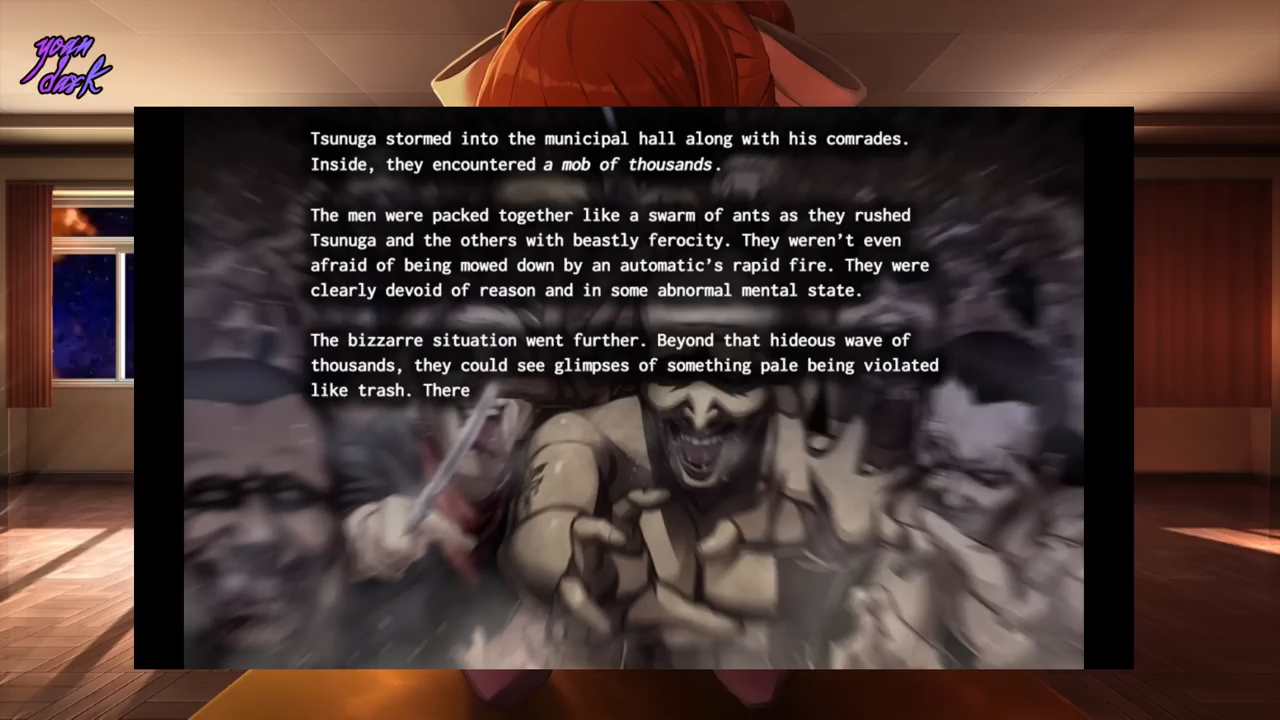 yoan
dark
Tsunuga stormed into the municipal hall along with his comrades.
Inside, they encountered a mob of thousands.
The men were packed together like a swarm of ants as they rushed
Tsunuga and the others with beastly ferocity. They weren't even
afraid of being mowed down by an automatic's rapid fire. They were
clearly devoid of reason and in some abnormal mental state.
The bizzarre situation went further. Beyond that hideous wave of
thousands, they could see glimpses of something pale being violated
like trash. There